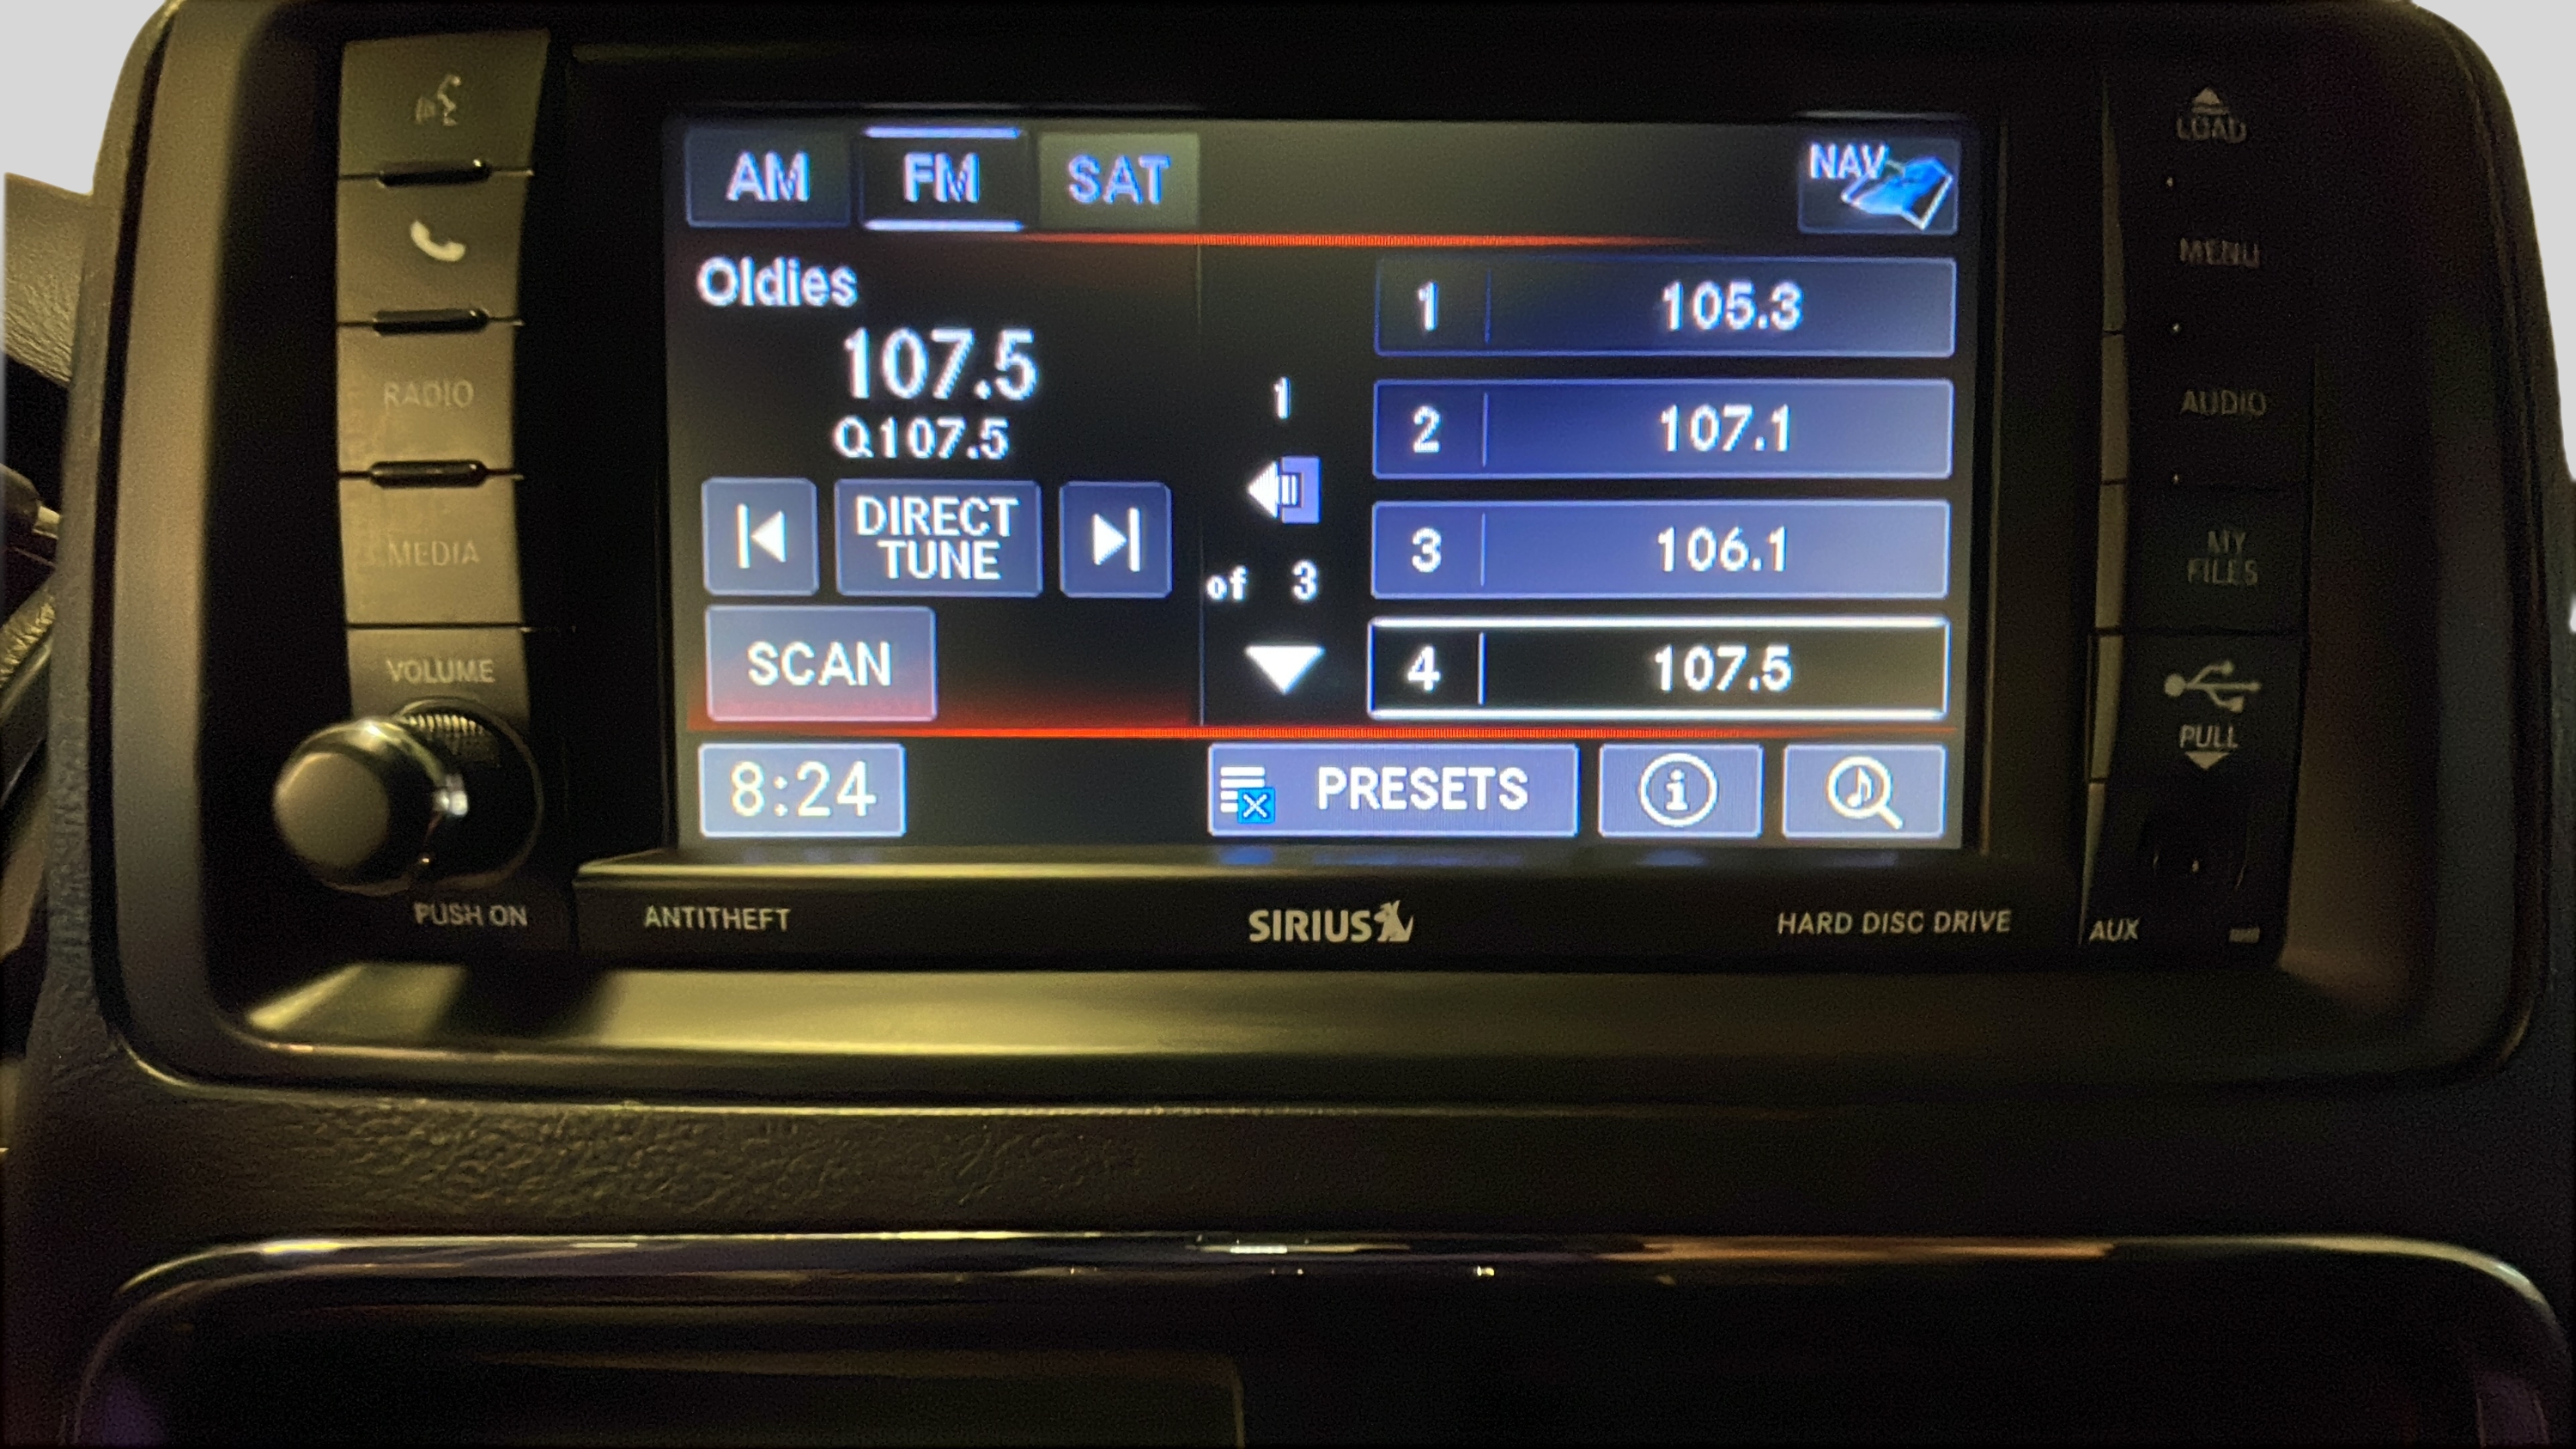 LOAD
MENU
AUDIO
MY
FILES
PULL
AUX
RADIO
MEDIA
VOLUME
PUSH ON
AM
FM
SAT
NAV
Oldies
107.5
Q107.5
DIRECT
TUNE
SCAN
1
of 3
1 105.3
2 107.1
3 106.1
4 107.5
8:24
PRESETS
i
ANTITHEFT
SIRIUS
HARD DISC DRIVE